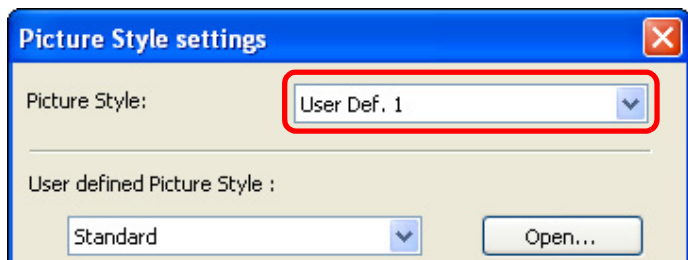 Picture Style settings
Picture Style: User Def. 1
User defined Picture Style :
Standard Open...